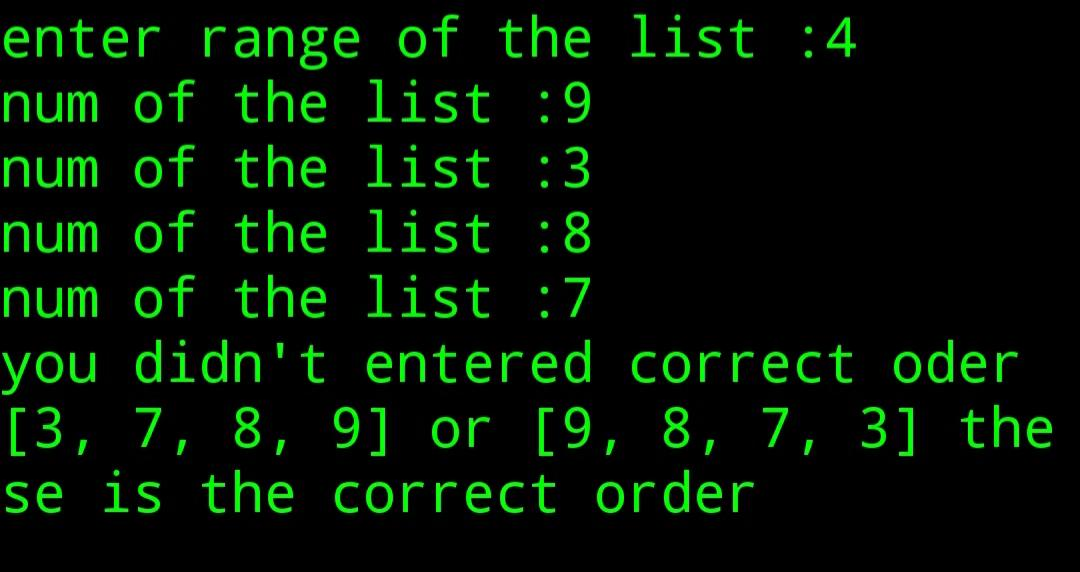 enter range of the list :4
num of the list :9
num of the list :3
num of the list :8
num of the list :7
you didn't entered correct oder
[3, 7, 8, 9] or [9, 8, 7, 3] the
se is the correct order